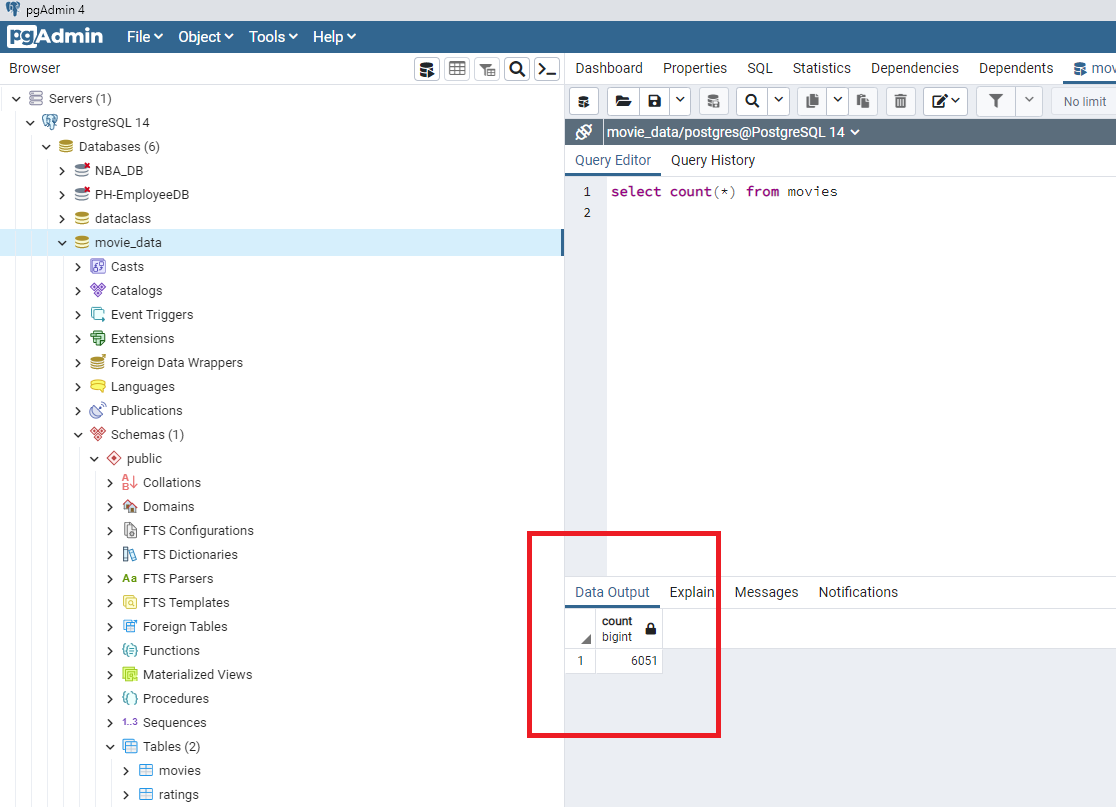 pgAdmin 4
pgAdmin File Object Tools Help
Browser
Dashboard Properties SQL Statistics Dependencies Dependents mov
Servers (1)
PostgreSQL 14
Databases (6)
NBA_DB
PH-EmployeeDB
dataclass
movie_data
Casts
Catalogs
Event Triggers
Extensions
Foreign Data Wrappers
Languages
Publications
Schemas (1)
public
Collations
Domains
FTS Configurations
FTS Dictionaries
Aa FTS Parsers
FTS Templates
Foreign Tables
Functions
Materialized Views
Procedures
1..3 Sequences
Tables (2)
movies
ratings
No limit
movie_data/postgres@PostgreSQL 14
Query Editor Query History
1 select count(*) from movies
2
Data Output Explain Messages Notifications
count
bigint
1 6051